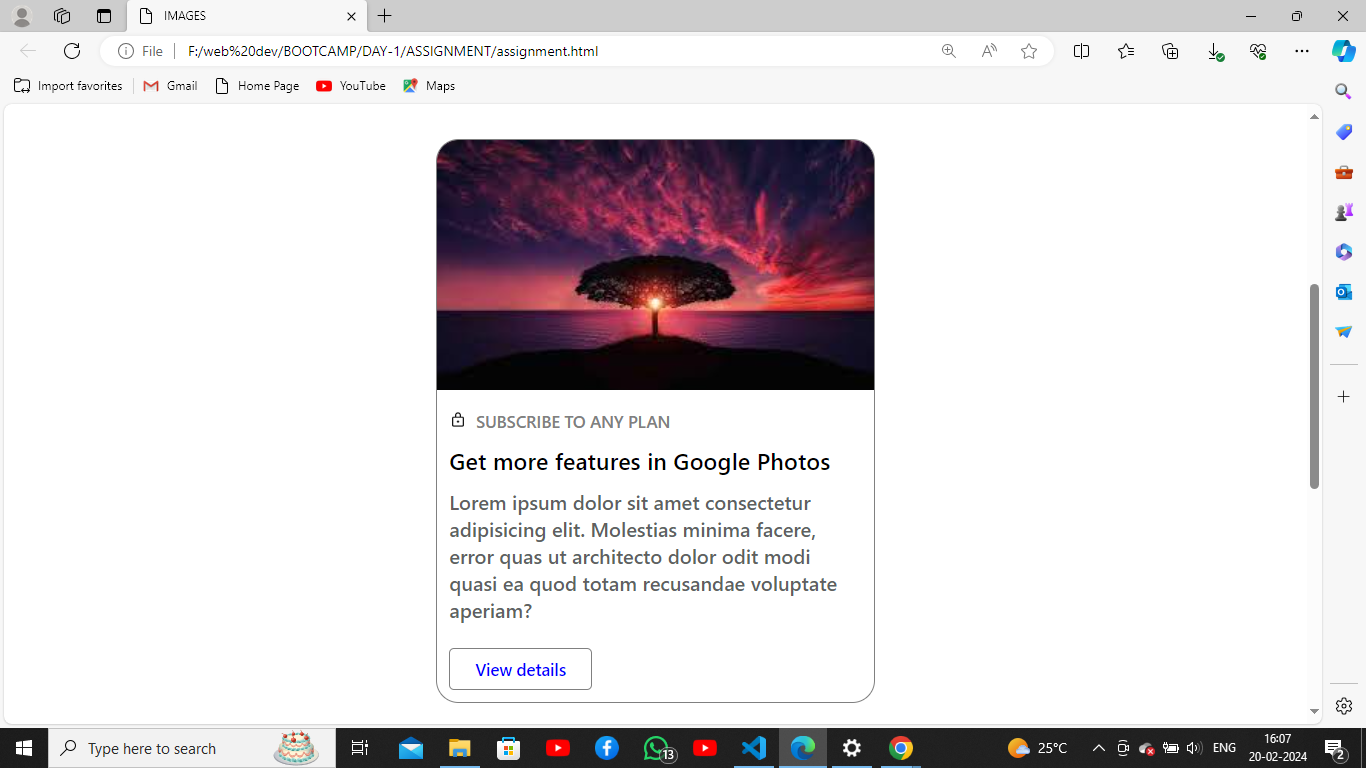 IMAGES
File
F:/web%20dev/BOOTCAMP/DAY-1/ASSIGNMENT/assignment.html
Import favorites
Gmail
Home Page
YouTube
Maps
SUBSCRIBE TO ANY PLAN
Get more features in Google Photos
Lorem ipsum dolor sit amet consectetur
adipisicing elit. Molestias minima facere,
error quas ut architecto dolor odit modi
quasi ea quod totam recusandae voluptate
aperiam?
View details
Type here to search
13
25°C
ENG
16:07
20-02-2024
2